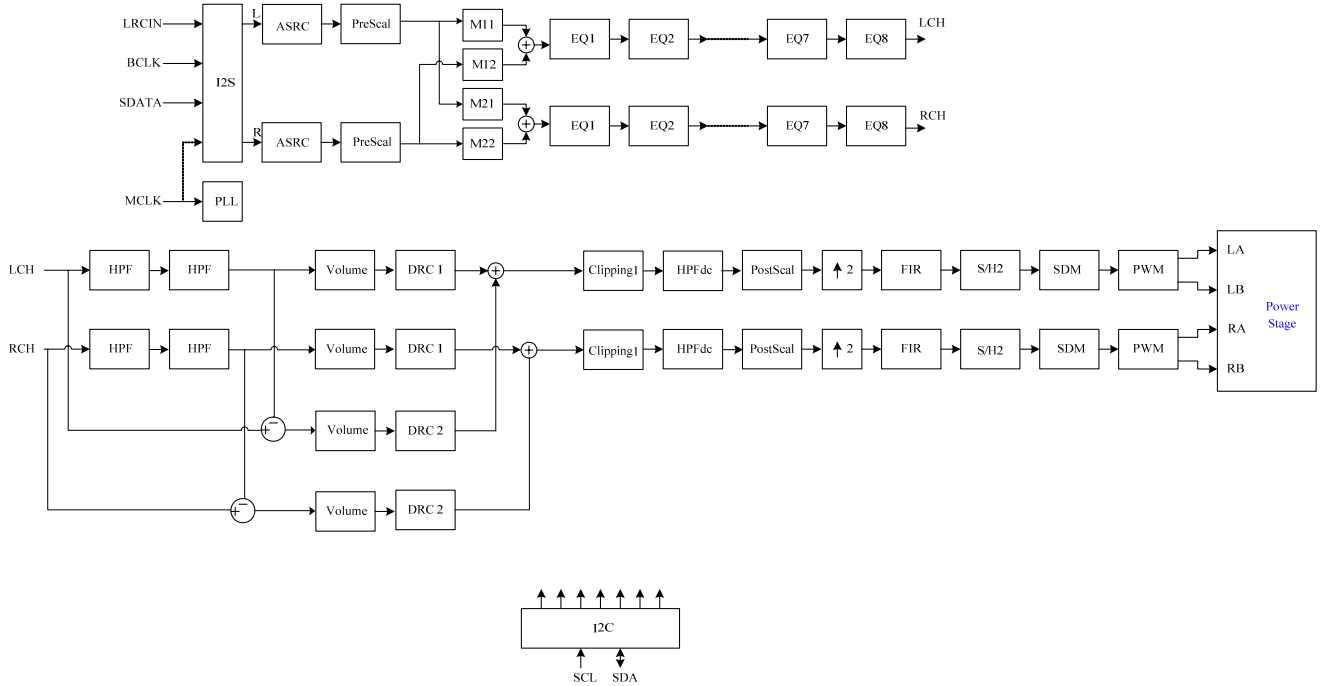 LRCIN
BCLK
SDATA
MCLK
I2S
PLL
L
ASRC
PreScal
M11
M12
+
EQ1
EQ2
EQ7
EQ8
LCH
R
ASRC
PreScal
M21
M22
+
EQ1
EQ2
EQ7
EQ8
RCH
LCH
HPF
HPF
Volume
DRC 1
+
Clipping1
HPFdc
PostScal
↑ 2
FIR
S/H2
SDM
PWM
LA
LB
RCH
HPF
HPF
Volume
DRC 1
+
Clipping1
HPFdc
PostScal
↑ 2
FIR
S/H2
SDM
PWM
RA
RB
Power
Stage
+ −
Volume
DRC 2
+ −
Volume
DRC 2
I2C
SCL
SDA